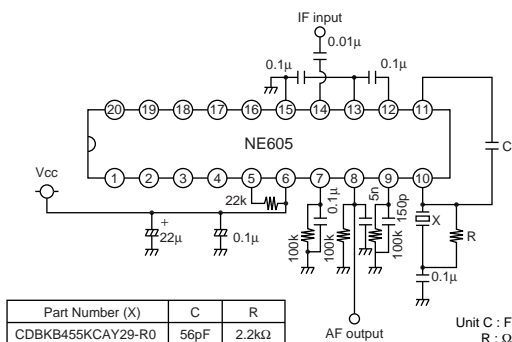 IF input
0.01μ
0.1μ
0.1μ
20 19 18 17 16 15 14 13 12 11
NE605
C
Vcc
1 2 3 4 5 6 7 8 9 10
22k
+
22μ
0.1μ
100k
0.1μ
100k
5n
100k
150p
X
R
0.1μ
AF output
Part Number (X) C R
CDBKB455KCAY29-R0 56pF 2.2kΩ
Unit C : F
R : Ω